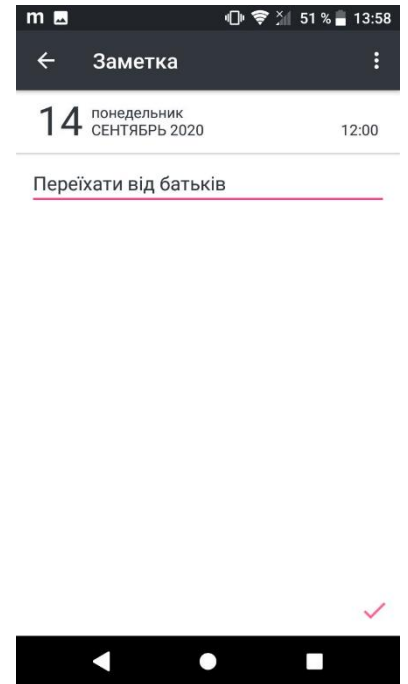 m 51 % 13:58
Заметка
14 понедельник
СЕНТЯБРЬ 2020 12:00
Переїхати від батьків